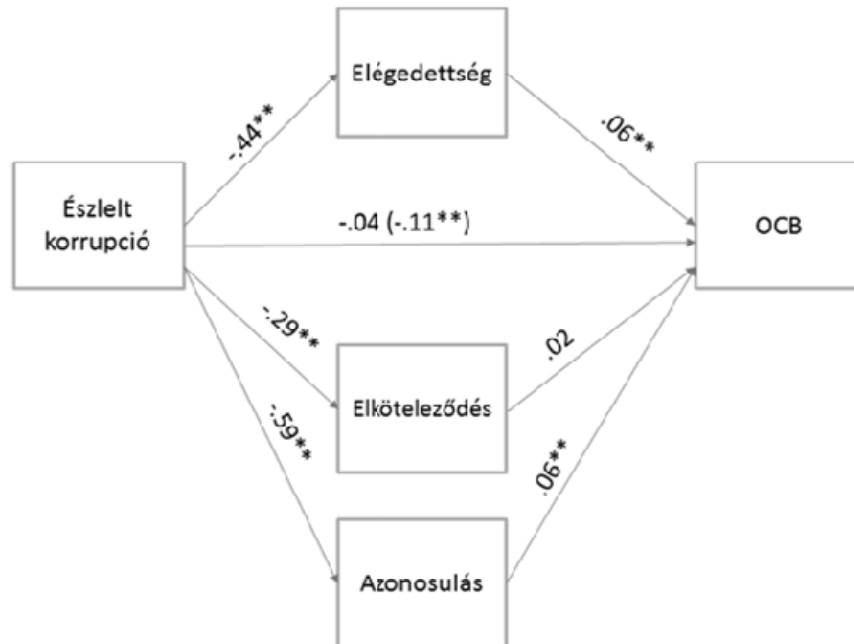 Elégedettség
-.44**
.06**
Észlelt
korrupció
-.04 (-.11**)
OCB
-.29**
.02
Elköteleződés
-.59**
.06**
Azonosulás